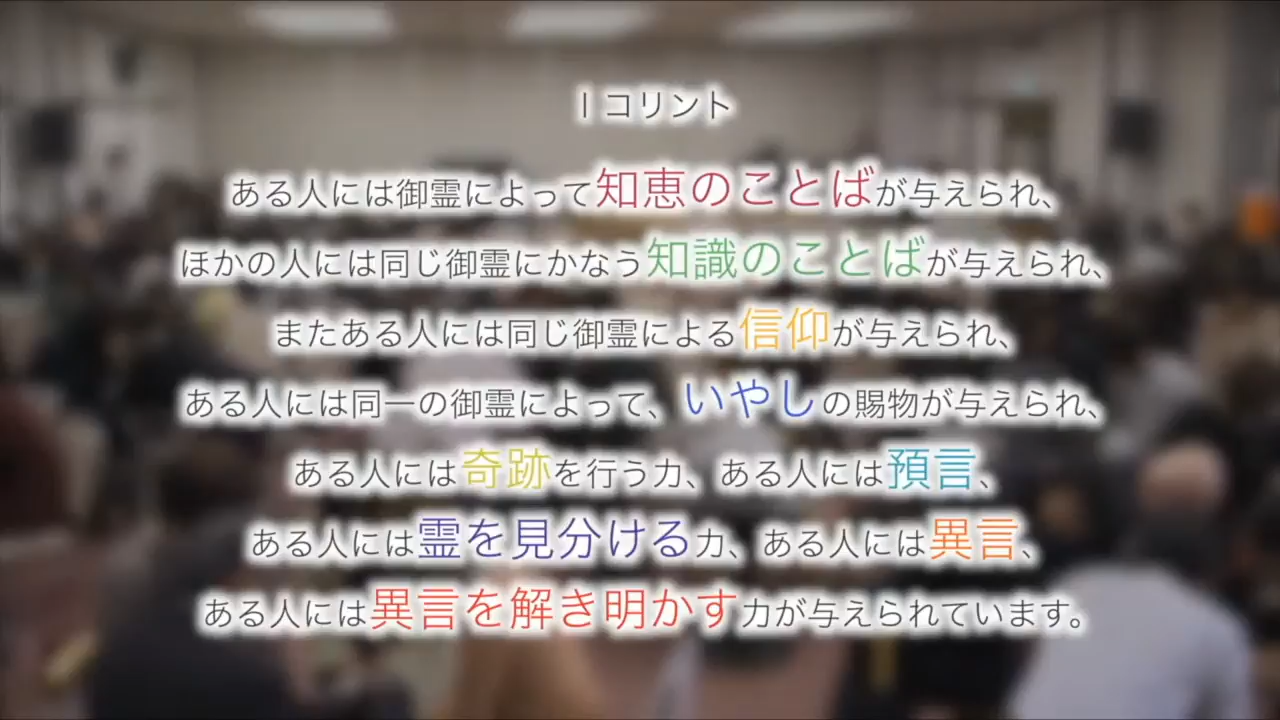 Ⅰコリント
ある人には御霊によって知恵のことばが与えられ、
ほかの人には同じ御霊にかなう知識のことばが与えられ、
またある人には同じ御霊による信仰が与えられ、
ある人には同一の御霊によって、いやしの賜物が与えられ、
ある人には奇跡を行う力、ある人には預言、
ある人には霊を見分ける力、ある人には異言、
ある人には異言を解き明かす力が与えられています。